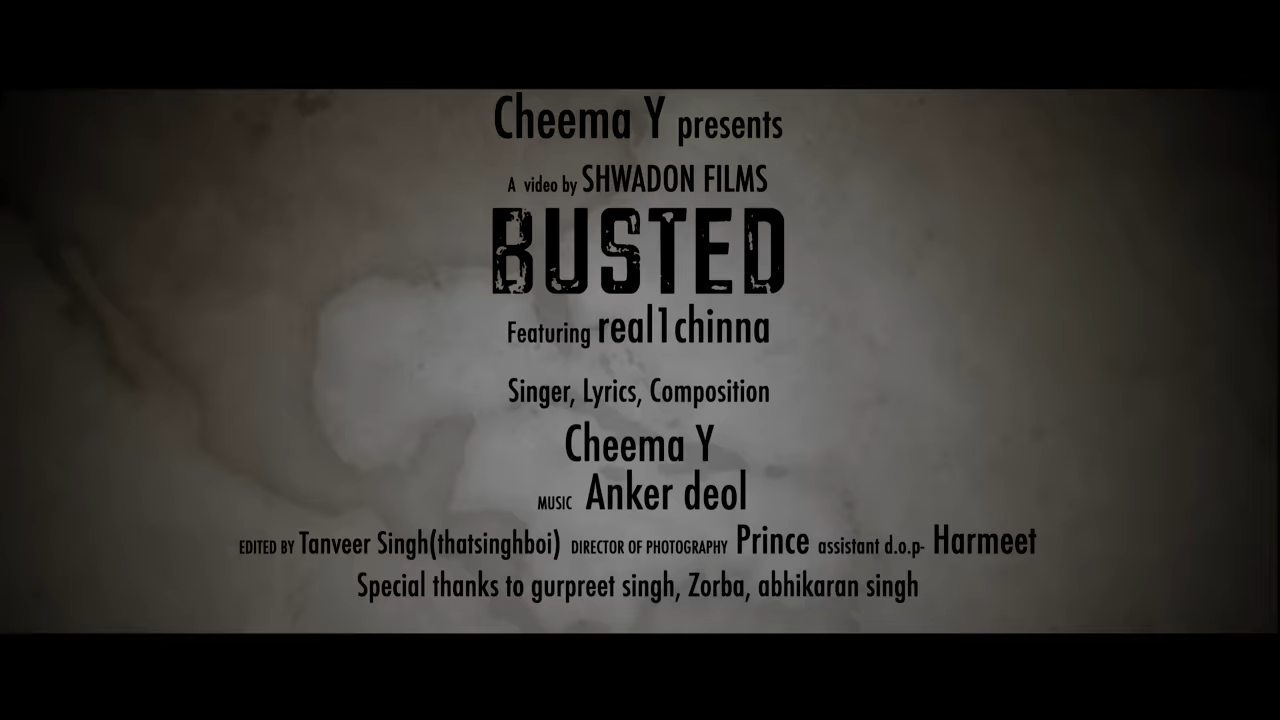 Cheema Y presents
A video by SHWADON FILMS
BUSTED
Featuring real1chinna
Singer, Lyrics, Composition
Cheema Y
MUSIC Anker deol
EDITED BY Tanveer Singh(thatsinghboi) DIRECTOR OF PHOTOGRAPHY Prince assistant d.o.p- Harmeet
Special thanks to gurpreet singh, Zorba, abhikaran singh